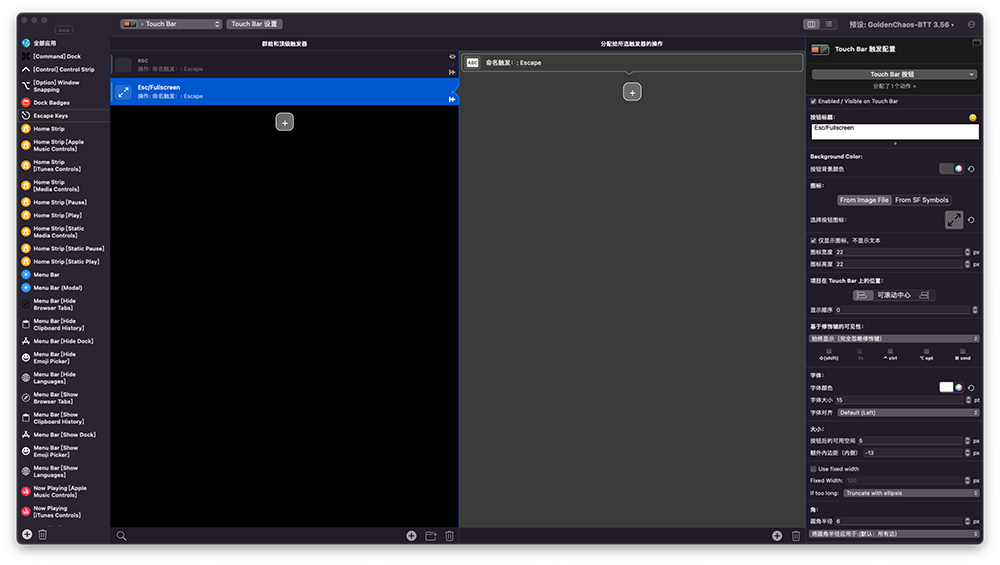 Touch Bar
Touch Bar 设置
预设: GoldenChaos-BTT 3.56
<<<
全部应用
[Command] Dock
[Control] Control Strip
[Option] Window
Snapping
Dock Badges
Escape Keys
Home Strip
Home Strip [Apple
Music Controls]
Home Strip
[iTunes Controls]
Home Strip
[Media Controls]
Home Strip [Pause]
Home Strip [Play]
Home Strip [Static
Media Controls]
Home Strip [Static Pause]
Home Strip [Static Play]
Menu Bar
Menu Bar (Modal)
Menu Bar [Hide
Browser Tabs]
Menu Bar [Hide
Clipboard History]
Menu Bar [Hide Dock]
Menu Bar [Hide
Emoji Picker]
Menu Bar [Hide
Languages]
Menu Bar [Show
Browser Tabs]
Menu Bar [Show
Clipboard History]
Menu Bar [Show Dock]
Menu Bar [Show
Emoji Picker]
Menu Bar [Show
Languages]
Now Playing [Apple
Music Controls]
Now Playing
[iTunes Controls]
群组和顶级触发器
esc
操作: 命名触发: : Escape
Esc/Fullscreen
操作: 命名触发: : Escape
分配给所选触发器的操作
ABC 命名触发: : Escape
Touch Bar 触发配置
Touch Bar 按钮
分配了1个动作 +
Enabled / Visible on Touch Bar
按钮标题:
Esc/Fullscreen
Background Color:
按钮背景颜色
图标:
From Image File From SF Symbols
选择按钮图标:
仅显示图标，不显示文本
图标宽度 22 px
图标高度 22 px
项目在 Touch Bar 上的位置:
可滚动中心
显示顺序 0
基于修饰键的可见性:
始终显示（完全忽略修饰键）
⇧(shift) fn ^ ctrl ⌥ opt ⌘ cmd
字体:
字体颜色
字体大小 15 pt
字体对齐 Default (Left)
大小:
按钮后的可用空间 5 px
额外内边距（内侧） -13 px
Use fixed width
Fixed Width: 100 px
If too long: Truncate with ellipsis
角:
圆角半径 6 px
将圆角半径应用于:(默认: 所有边)